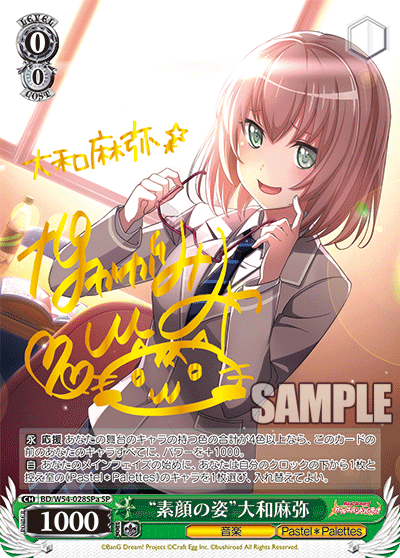 LEVEL
0
0
COST
大和麻弥☆
SAMPLE
CH BD/W54-028SPa SP
永 応援 あなたの舞台のキャラの持つ色の合計が4色以上なら、このカードの
前のあなたのキャラすべてに、パワーを+1000。
自 あなたのメインフェイズの始めに、あなたは自分のクロックの下から1枚と
控え室の《Pastel*Palettes》のキャラを1枚選び、入れ替えてよい。
1000
“素顔の姿”大和麻弥
音楽
Pastel*Palettes
©BanG Dream! Project ©Craft Egg Inc. ©bushiroad All Rights Reserved.